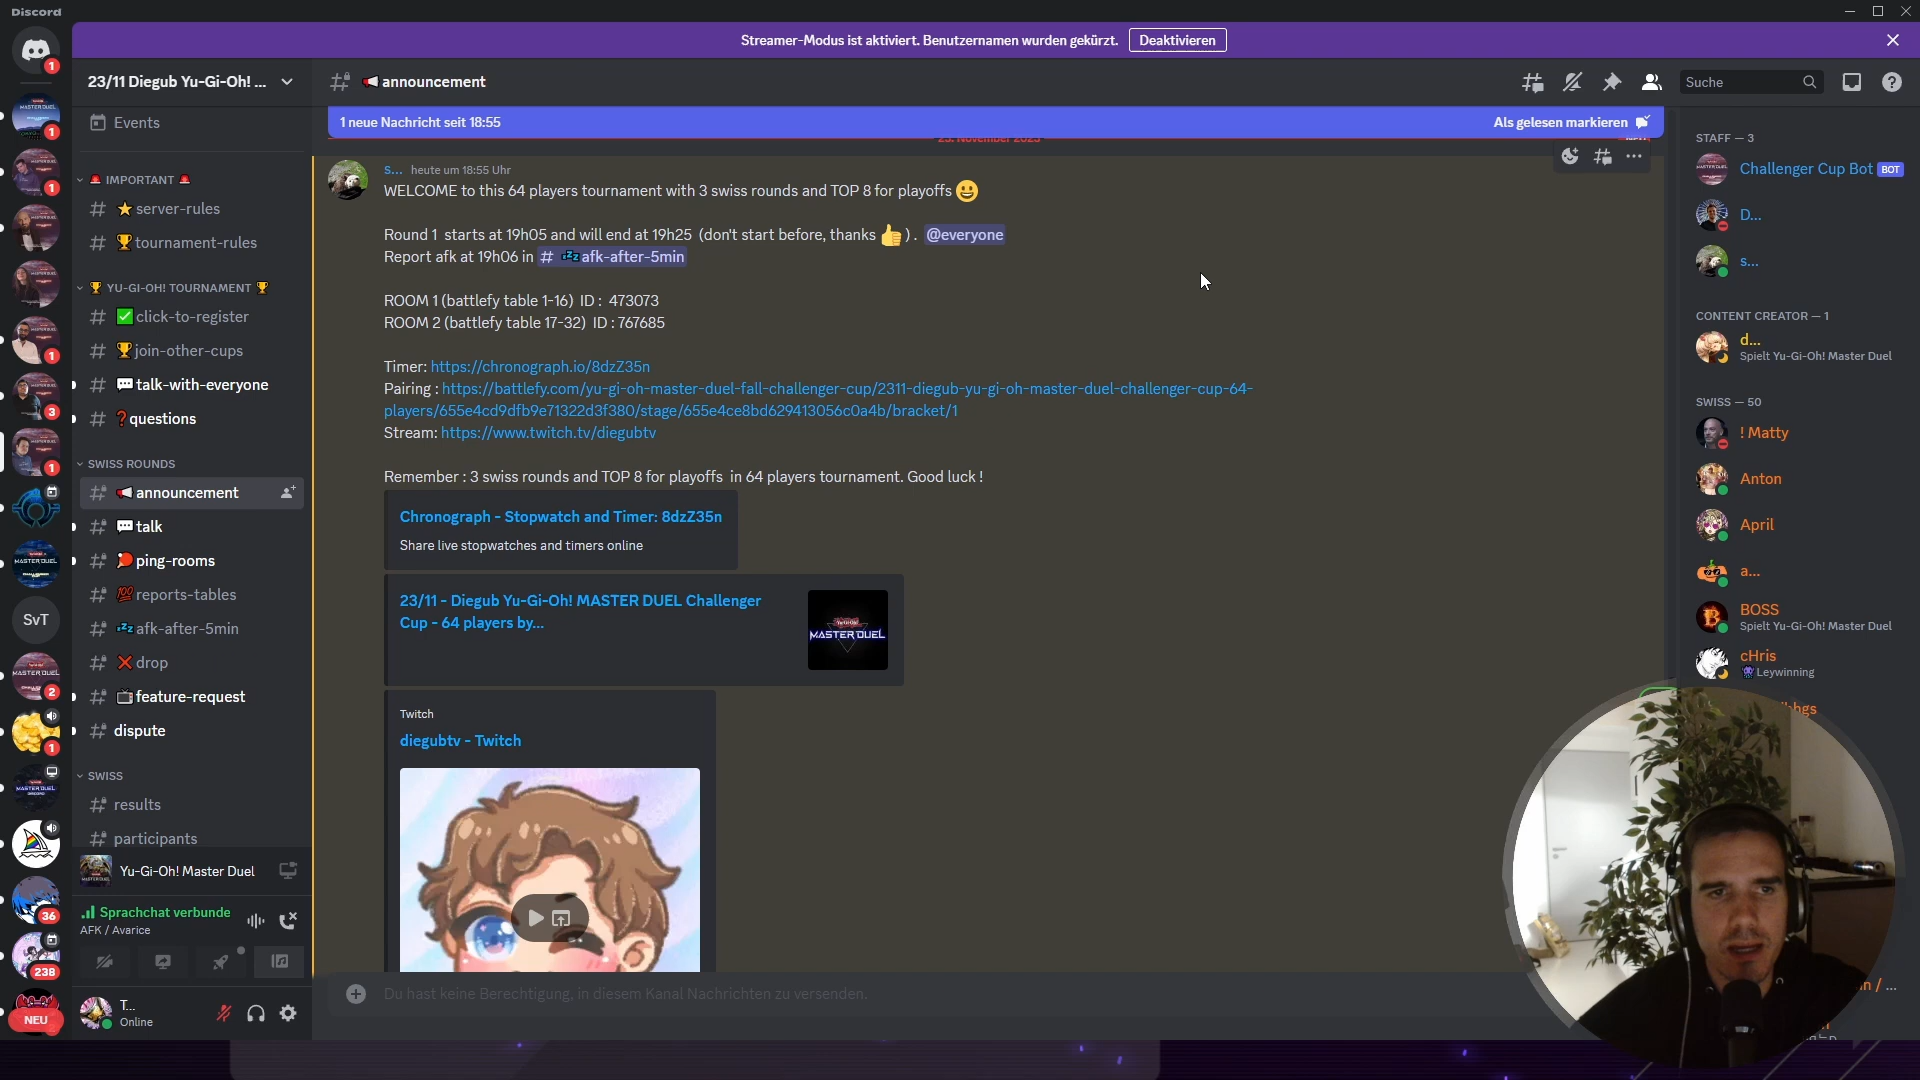 Discord
Streamer-Modus ist aktiviert. Benutzernamen wurden gekürzt.
Deaktivieren
23/11 Diegub Yu-Gi-Oh! ...
announcement
Suche
1 neue Nachricht seit 18:55
Als gelesen markieren
Events
IMPORTANT
server-rules
tournament-rules
YU-GI-OH! TOURNAMENT
click-to-register
join-other-cups
talk-with-everyone
questions
SWISS ROUNDS
announcement
talk
ping-rooms
reports-tables
afk-after-5min
drop
feature-request
dispute
SWISS
results
participants
Yu-Gi-Oh! Master Duel
Sprachchat verbunde
AFK / Avarice
T...
Online
1
1
1
1
1
3
1
SvT
2
1
36
238
NEU
s... heute um 18:55 Uhr
WELCOME to this 64 players tournament with 3 swiss rounds and TOP 8 for playoffs 😀
Round 1 starts at 19h05 and will end at 19h25 (don't start before, thanks 👍). @everyone
Report afk at 19h06 in # 💤afk-after-5min
ROOM 1 (battlefy table 1-16) ID : 473073
ROOM 2 (battlefy table 17-32) ID : 767685
Timer: https://chronograph.io/8dzZ35n
Pairing : https://battlefy.com/yu-gi-oh-master-duel-fall-challenger-cup/2311-diegub-yu-gi-oh-master-duel-challenger-cup-64-
players/655e4cd9dfb9e71322d3f380/stage/655e4ce8bd629413056c0a4b/bracket/1
Stream: https://www.twitch.tv/diegubtv
Remember : 3 swiss rounds and TOP 8 for playoffs in 64 players tournament. Good luck !
Chronograph - Stopwatch and Timer: 8dzZ35n
Share live stopwatches and timers online
23/11 - Diegub Yu-Gi-Oh! MASTER DUEL Challenger
Cup - 64 players by...
MASTER DUEL
Twitch
diegubtv - Twitch
Du hast keine Berechtigung, in diesem Kanal Nachrichten zu versenden.
STAFF — 3
Challenger Cup Bot BOT
D...
s...
CONTENT CREATOR — 1
d...
Spielt Yu-Gi-Oh! Master Duel
SWISS — 50
! Matty
Anton
April
a...
BOSS
Spielt Yu-Gi-Oh! Master Duel
cHris
Leywinning